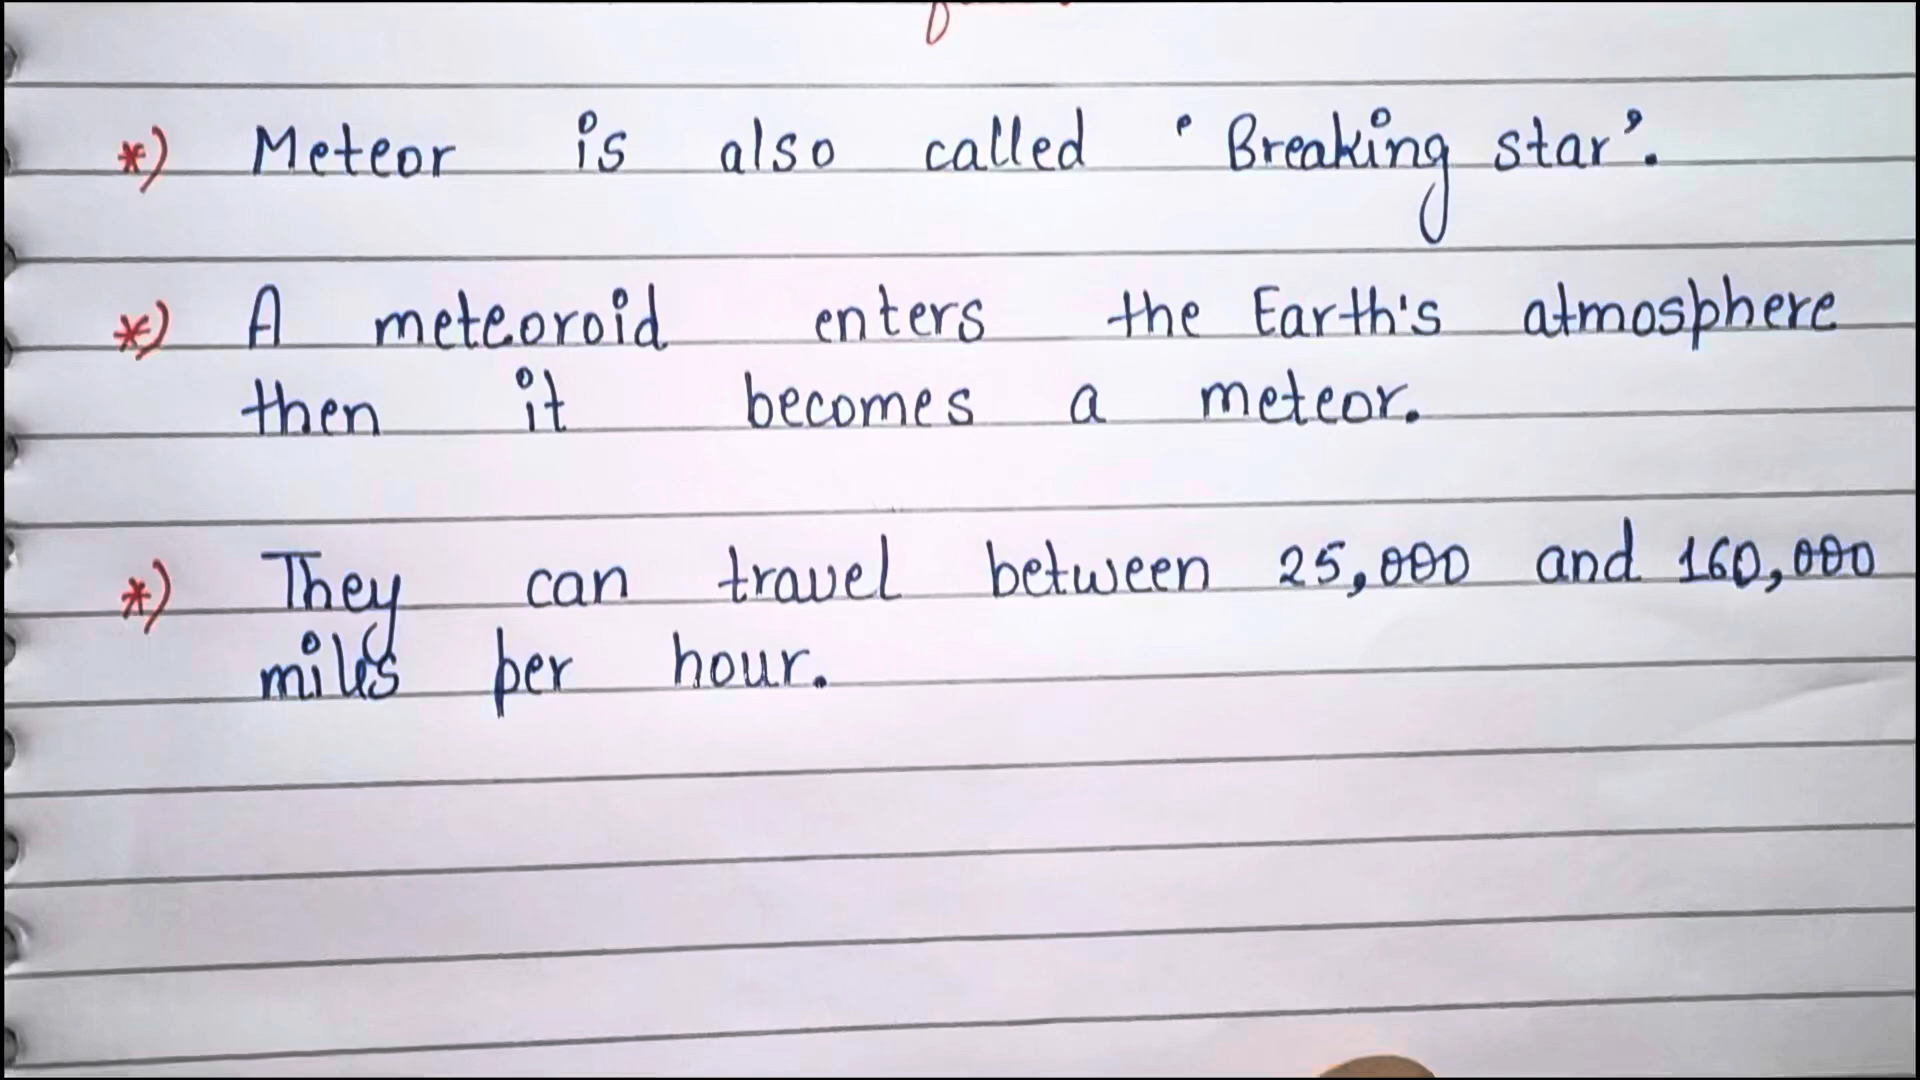 *) Meteor is also called ' Breaking star'.
*) A meteoroid enters the Earth's atmosphere
then it becomes a meteor.
*) They can travel between 25,000 and 160,000
miles per hour.